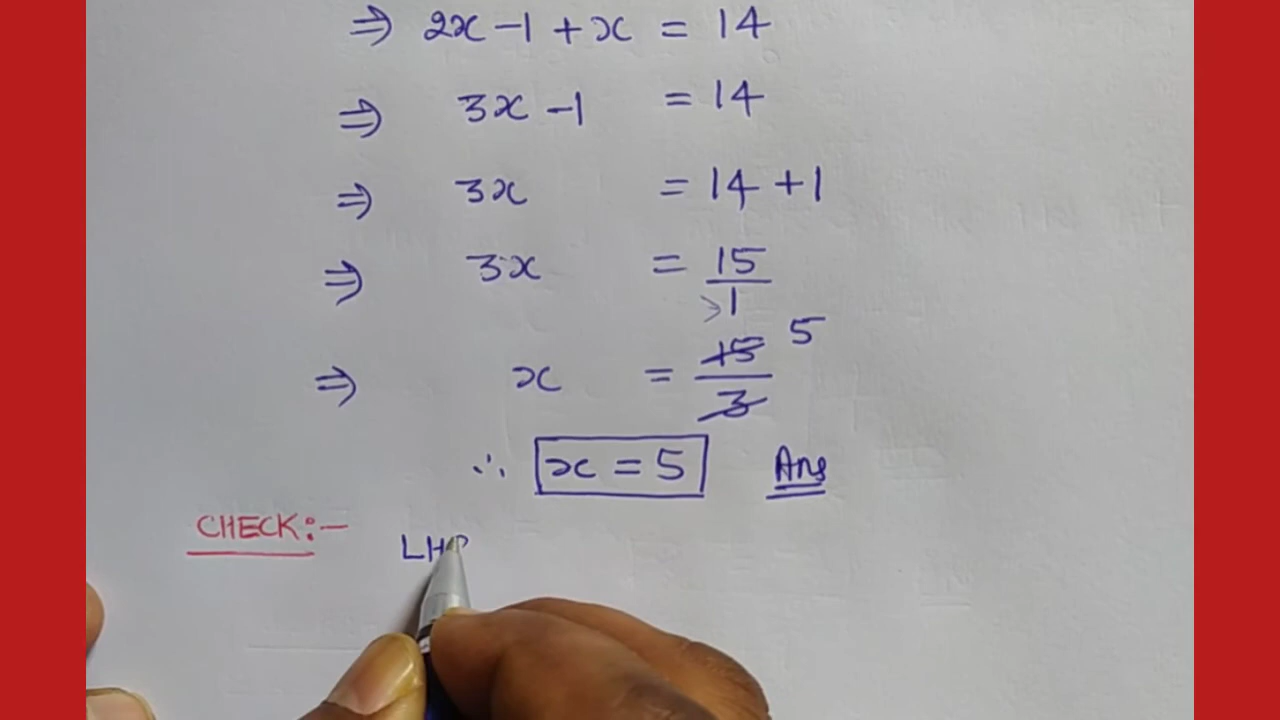 ⇒ 2x - 1 + x = 14
⇒ 3x - 1 = 14
⇒ 3x = 14 + 1
⇒ 3x = 15/1
⇒ x = 15/3 5
∴ x = 5 Ans
CHECK:-